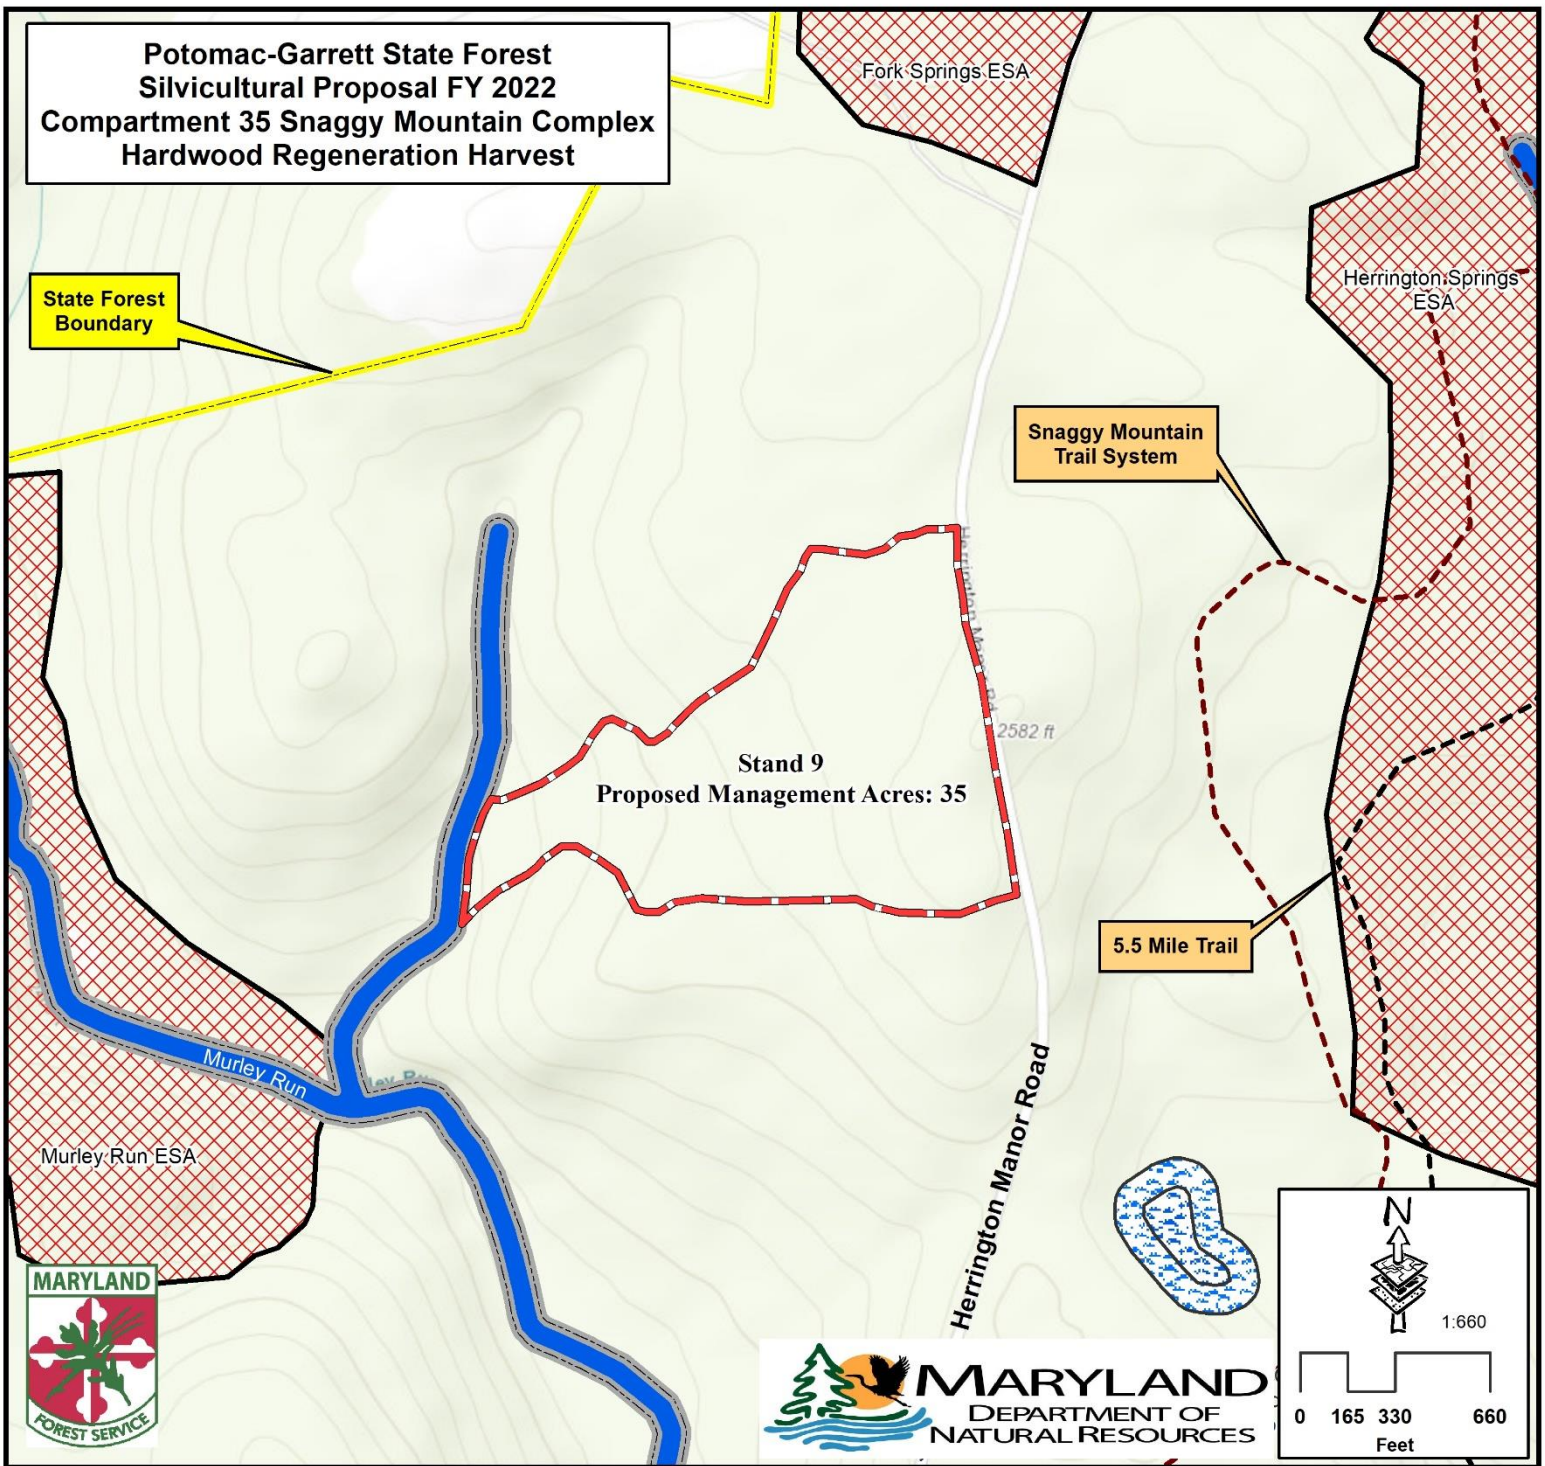 Potomac-Garrett State Forest
Silvicultural Proposal FY 2022
Compartment 35 Snaggy Mountain Complex
Hardwood Regeneration Harvest
Fork Springs ESA
State Forest
Boundary
Herrington Springs
ESA
Snaggy Mountain
Trail System
Herrington Manor Rd
2582 ft
Stand 9
Proposed Management Acres: 35
5.5 Mile Trail
Murley Run
Murley Run ESA
Herrington Manor Road
N
1:660
0 165 330 660
Feet
MARYLAND
FOREST SERVICE
MARYLAND
DEPARTMENT OF
NATURAL RESOURCES